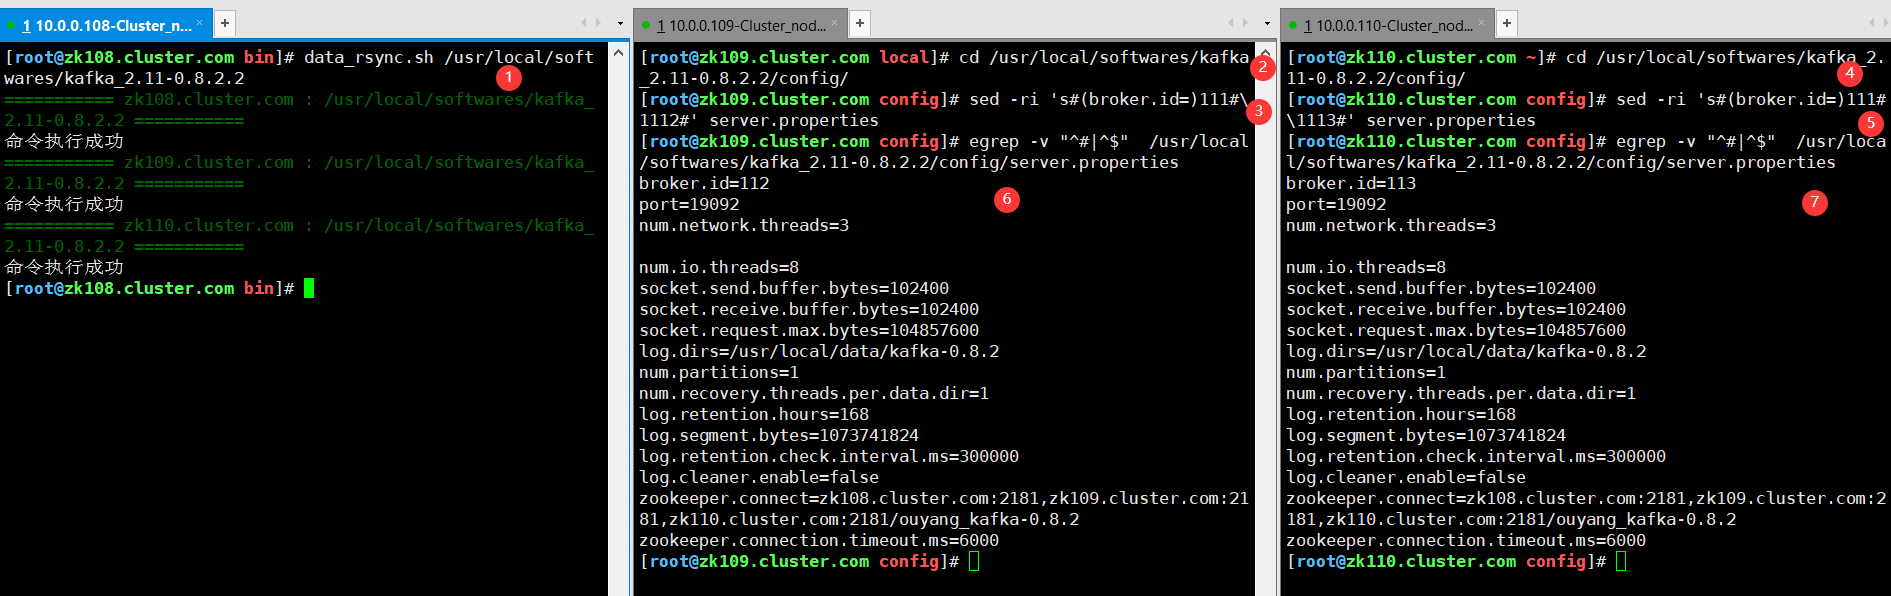 1 10.0.0.108-Cluster_n... × +
[root@zk108.cluster.com bin]# data_rsync.sh /usr/local/soft
wares/kafka_2.11-0.8.2.2
1
=========== zk108.cluster.com : /usr/local/softwares/kafka_
2.11-0.8.2.2 ===========
命令执行成功
=========== zk109.cluster.com : /usr/local/softwares/kafka_
2.11-0.8.2.2 ===========
命令执行成功
=========== zk110.cluster.com : /usr/local/softwares/kafka_
2.11-0.8.2.2 ===========
命令执行成功
[root@zk108.cluster.com bin]#
1 10.0.0.109-Cluster_nod... × +
[root@zk109.cluster.com local]# cd /usr/local/softwares/kafka
_2.11-0.8.2.2/config/
2
[root@zk109.cluster.com config]# sed -ri 's#(broker.id=)111#\
1112#' server.properties
3
[root@zk109.cluster.com config]# egrep -v "^#|^$"  /usr/local
/softwares/kafka_2.11-0.8.2.2/config/server.properties
broker.id=112
6
port=19092
num.network.threads=3
num.io.threads=8
socket.send.buffer.bytes=102400
socket.receive.buffer.bytes=102400
socket.request.max.bytes=104857600
log.dirs=/usr/local/data/kafka-0.8.2
num.partitions=1
num.recovery.threads.per.data.dir=1
log.retention.hours=168
log.segment.bytes=1073741824
log.retention.check.interval.ms=300000
log.cleaner.enable=false
zookeeper.connect=zk108.cluster.com:2181,zk109.cluster.com:21
81,zk110.cluster.com:2181/ouyang_kafka-0.8.2
zookeeper.connection.timeout.ms=6000
[root@zk109.cluster.com config]#
1 10.0.0.110-Cluster_nod... × +
[root@zk110.cluster.com ~]# cd /usr/local/softwares/kafka_2.
11-0.8.2.2/config/
4
[root@zk110.cluster.com config]# sed -ri 's#(broker.id=)111#
\1113#' server.properties
5
[root@zk110.cluster.com config]# egrep -v "^#|^$"  /usr/loca
l/softwares/kafka_2.11-0.8.2.2/config/server.properties
broker.id=113
7
port=19092
num.network.threads=3
num.io.threads=8
socket.send.buffer.bytes=102400
socket.receive.buffer.bytes=102400
socket.request.max.bytes=104857600
log.dirs=/usr/local/data/kafka-0.8.2
num.partitions=1
num.recovery.threads.per.data.dir=1
log.retention.hours=168
log.segment.bytes=1073741824
log.retention.check.interval.ms=300000
log.cleaner.enable=false
zookeeper.connect=zk108.cluster.com:2181,zk109.cluster.com:2
181,zk110.cluster.com:2181/ouyang_kafka-0.8.2
zookeeper.connection.timeout.ms=6000
[root@zk110.cluster.com config]#